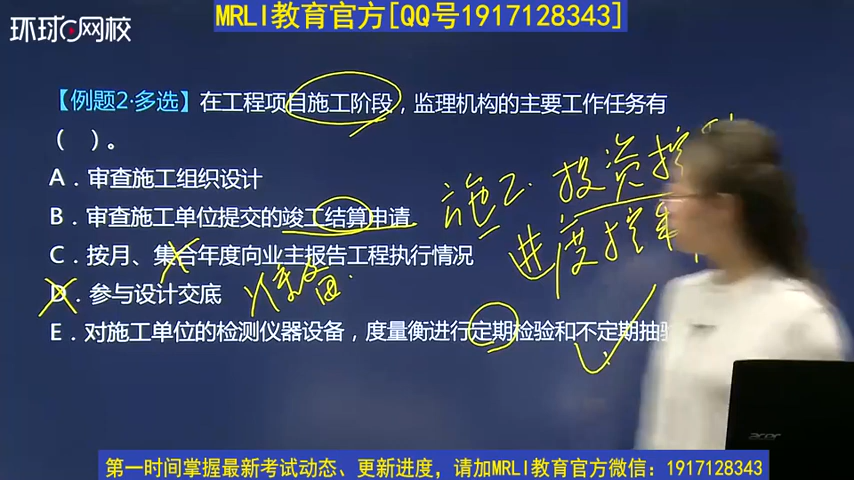 MRLI教育官方[QQ号1917128343]
环球网校
【例题2·多选】在工程项目施工阶段，监理机构的主要工作任务有
（ ）。
A．审查施工组织设计
B．审查施工单位提交的竣工结算申请
C．按月、集合年度向业主报告工程执行情况
D．参与设计交底
E．对施工单位的检测仪器设备，度量衡进行定期检验和不定期抽验
施工 投资控
进度控制
acer
第一时间掌握最新考试动态、更新进度，请加MRLI教育官方微信：1917128343